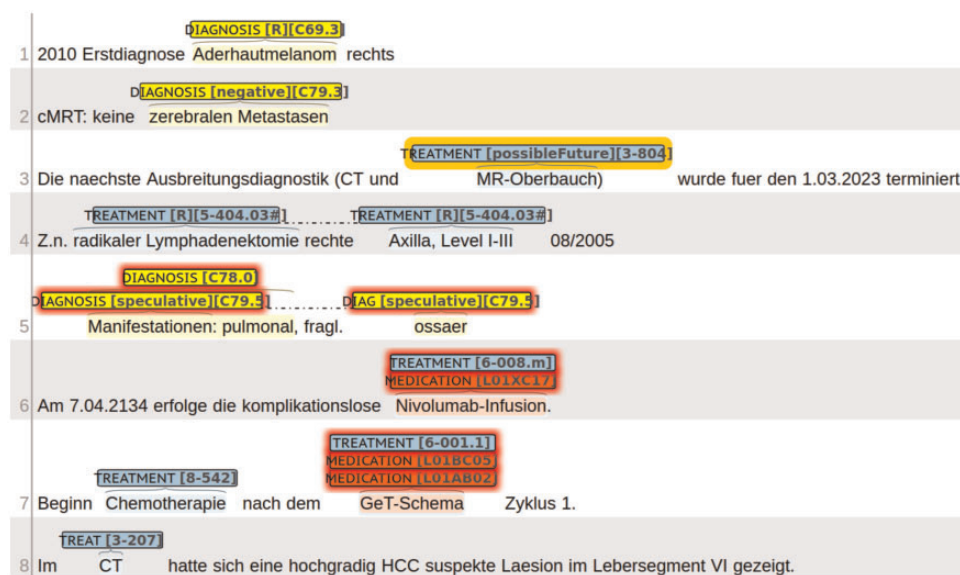 DIAGNOSIS [R][C69.3]
1 2010 Erstdiagnose Aderhautmelanom rechts
DIAGNOSIS [negative][C79.3]
2 cMRT: keine zerebralen Metastasen
TREATMENT [possibleFuture][3-804]
3 Die naechste Ausbreitungsdiagnostik (CT und MR-Oberbauch) wurde fuer den 1.03.2023 terminiert
TREATMENT [R][5-404.03#] TREATMENT [R][5-404.03#]
4 Z.n. radikaler Lymphadenektomie rechte Axilla, Level I-III 08/2005
DIAGNOSIS [C78.0]
DIAGNOSIS [speculative][C79.5] DIAG [speculative][C79.5]
5 Manifestationen: pulmonal, fragl. ossaer
TREATMENT [6-008.m]
MEDICATION [L01XC17]
6 Am 7.04.2134 erfolge die komplikationslose Nivolumab-Infusion.
TREATMENT [6-001.1]
MEDICATION [L01BC05]
TREATMENT [8-542] MEDICATION [L01AB02]
7 Beginn Chemotherapie nach dem GeT-Schema Zyklus 1.
TREAT [3-207]
8 Im CT hatte sich eine hochgradig HCC suspekte Laesion im Lebersegment VI gezeigt.